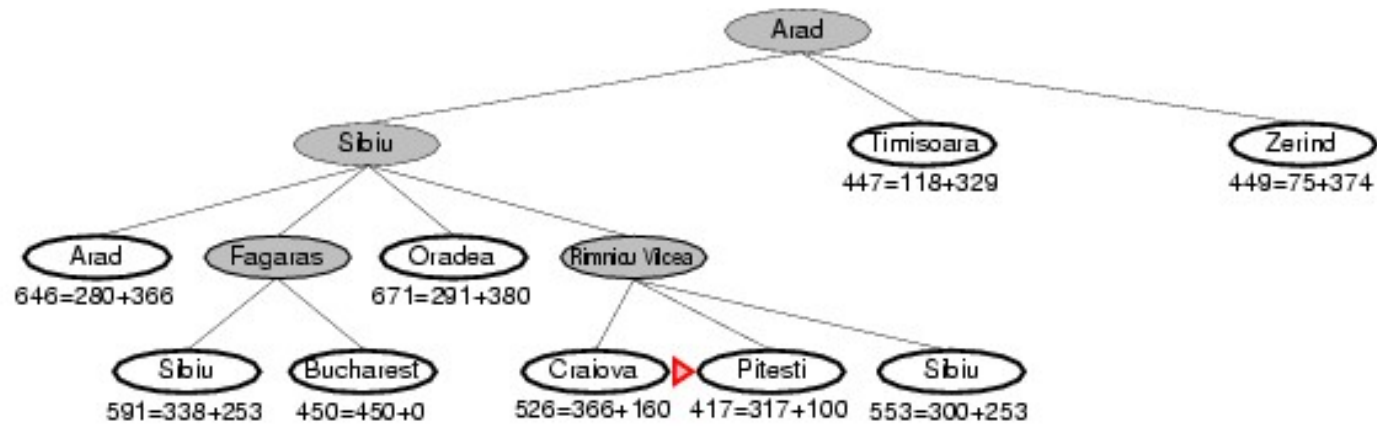 Arad
Sibiu
Timisoara
Zerind
447=118+329
449=75+374
Arad
Fagaras
Oradea
Rimnicu Vilcea
646=280+366
671=291+380
Sibiu
Bucharest
Craiova
Pitesti
Sibiu
591=338+253
450=450+0
526=366+160
417=317+100
553=300+253